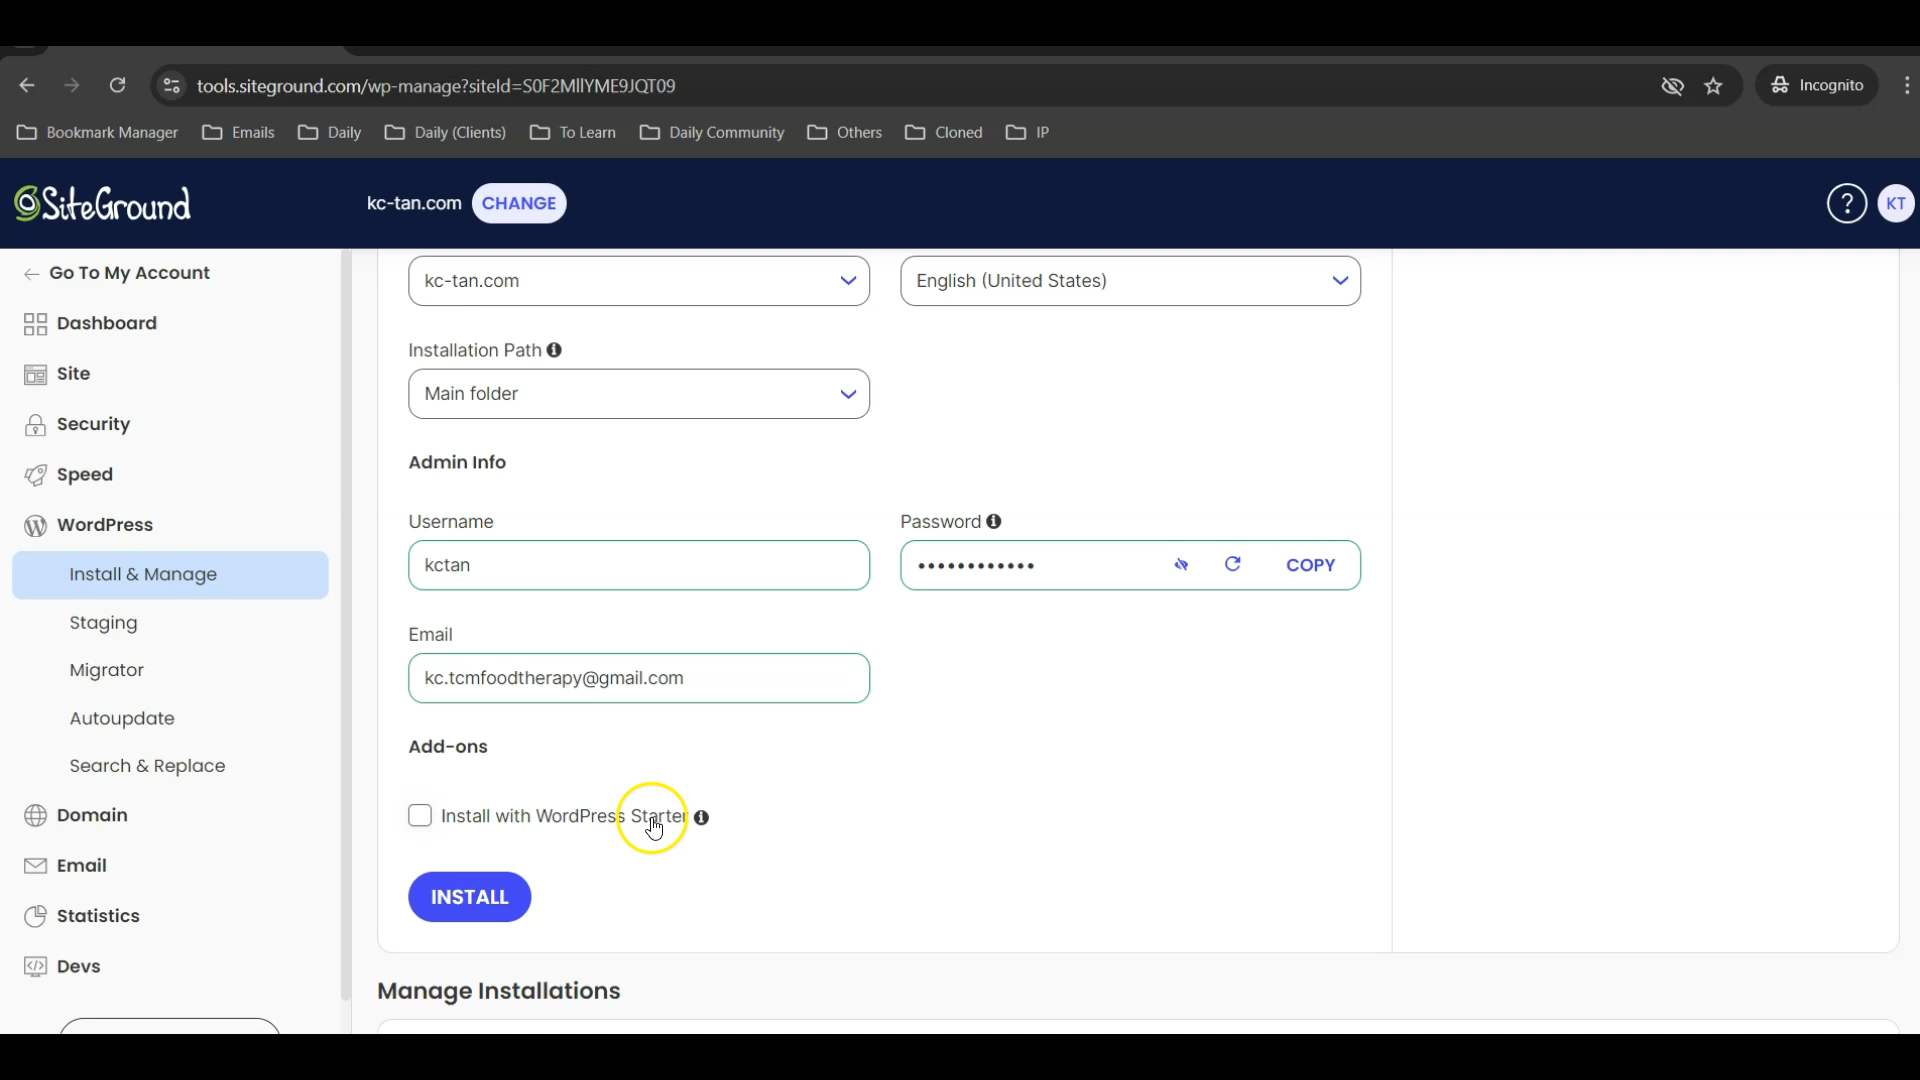 tools.siteground.com/wp-manage?siteId=S0F2MllYME9JQT09
Incognito
Bookmark Manager Emails Daily Daily (Clients) To Learn Daily Community Others Cloned IP
SiteGround kc-tan.com CHANGE ? KT
Go To My Account
Dashboard
Site
Security
Speed
WordPress
Install & Manage
Staging
Migrator
Autoupdate
Search & Replace
Domain
Email
Statistics
Devs
kc-tan.com English (United States)
Installation Path
Main folder
Admin Info
Username Password
kctan •••••••••••• COPY
Email
kc.tcmfoodtherapy@gmail.com
Add-ons
Install with WordPress Starter
INSTALL
Manage Installations